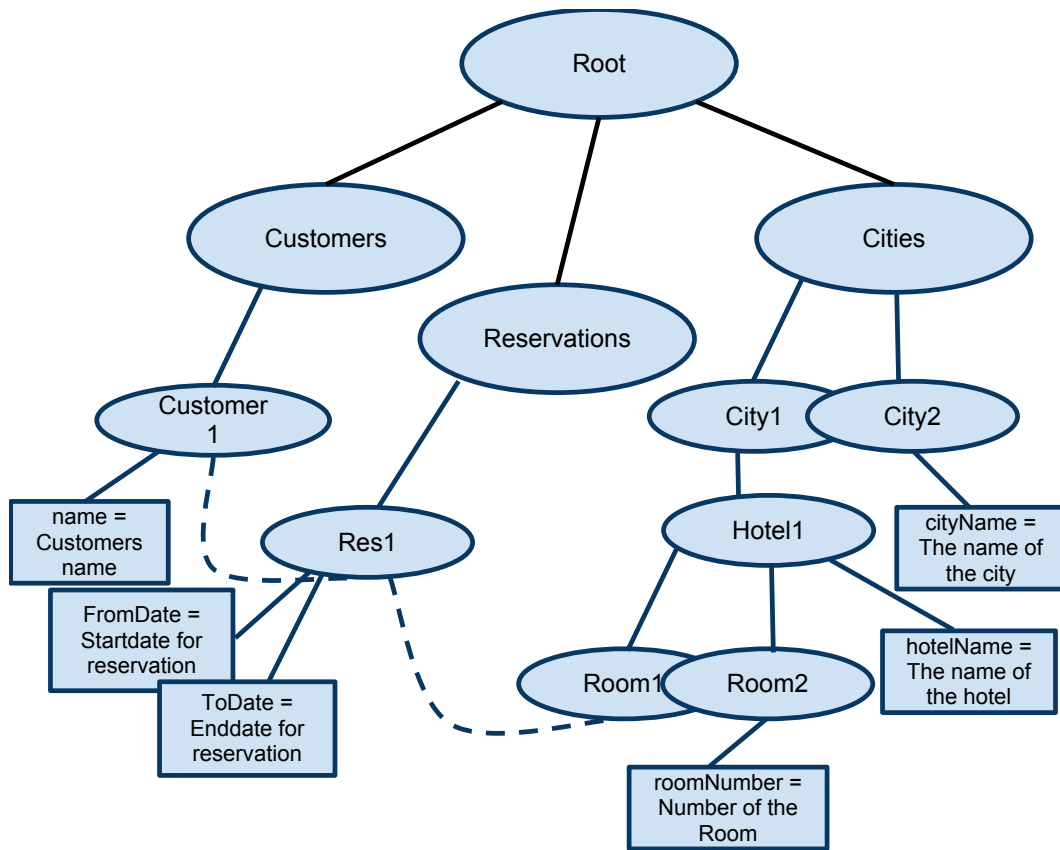 Root
Customers
Cities
Reservations
Customer
1
City1
City2
name =
Customers
name
Res1
Hotel1
cityName =
The name of
the city
FromDate =
Startdate for
reservation
hotelName =
The name of
the hotel
Room1
Room2
ToDate =
Enddate for
reservation
roomNumber =
Number of the
Room